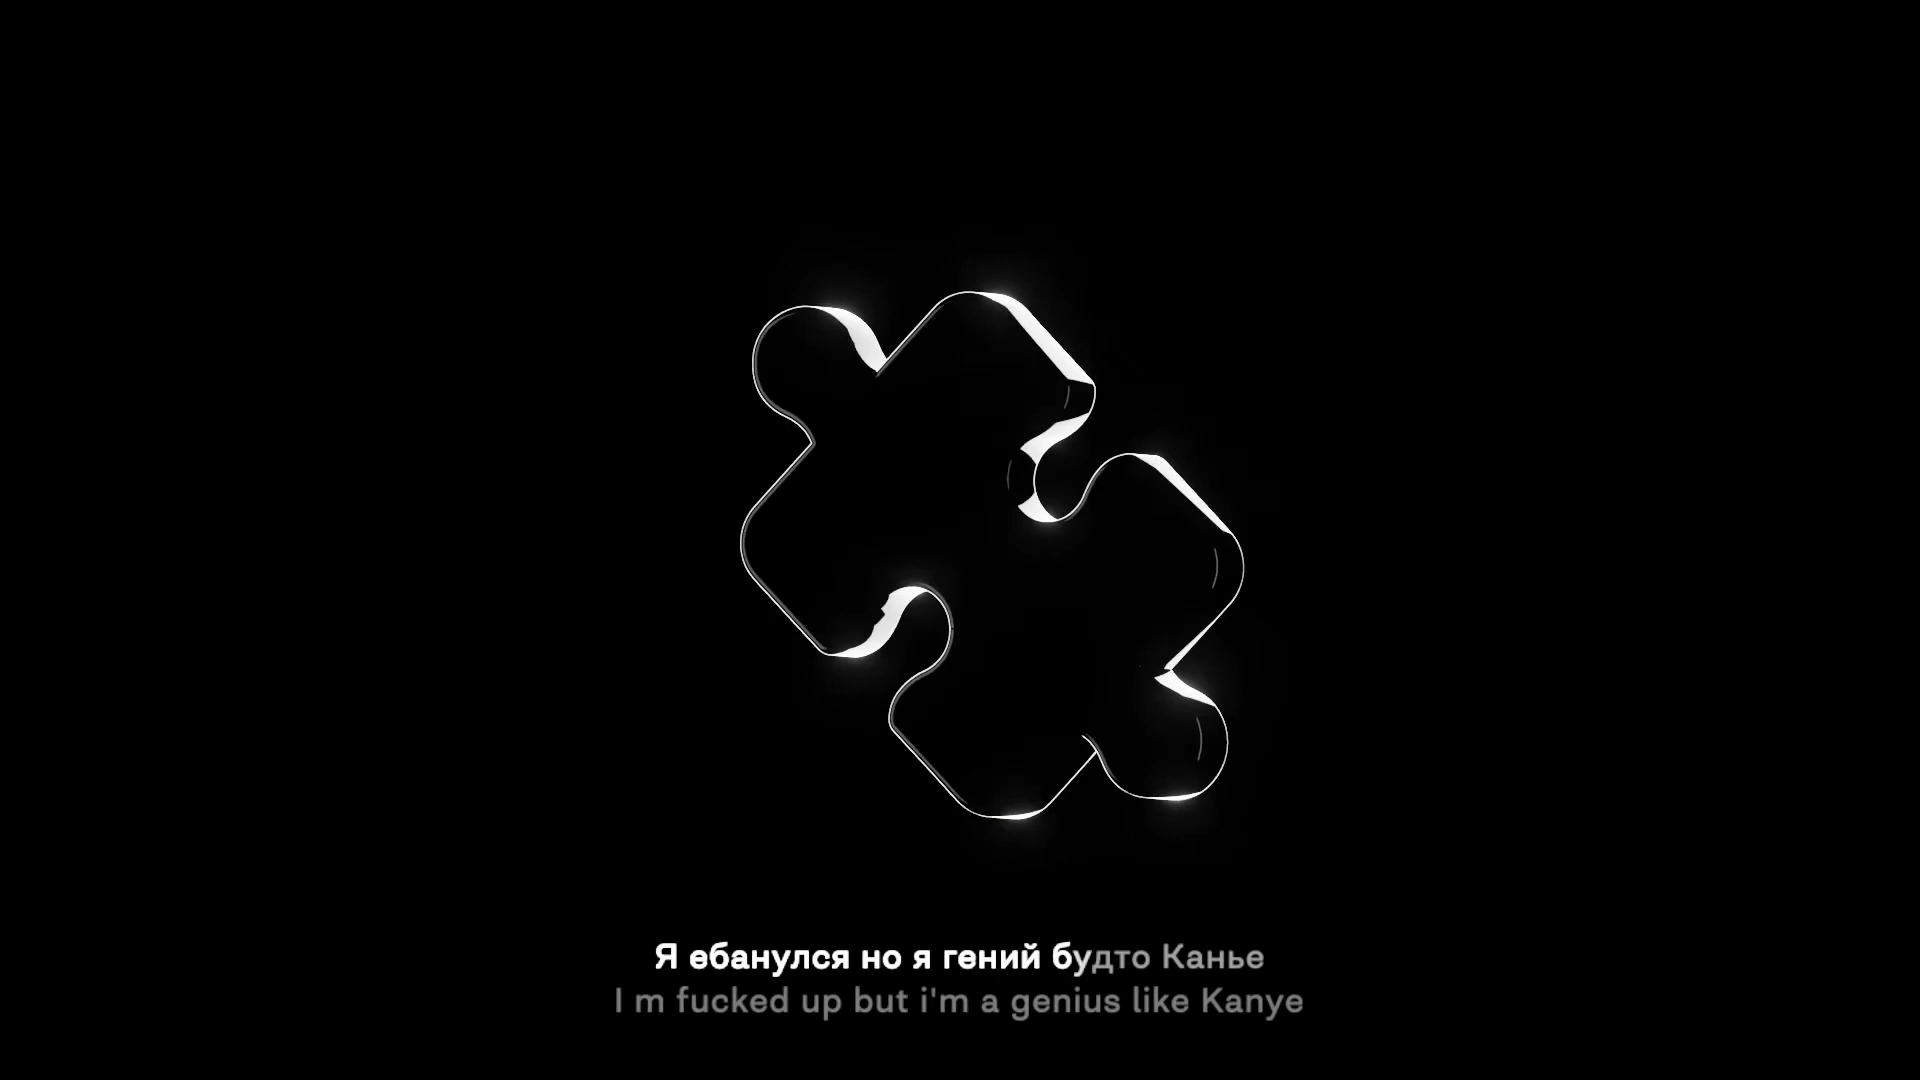 Я ебанулся но я гений будто Канье
I m fucked up but i'm a genius like Kanye